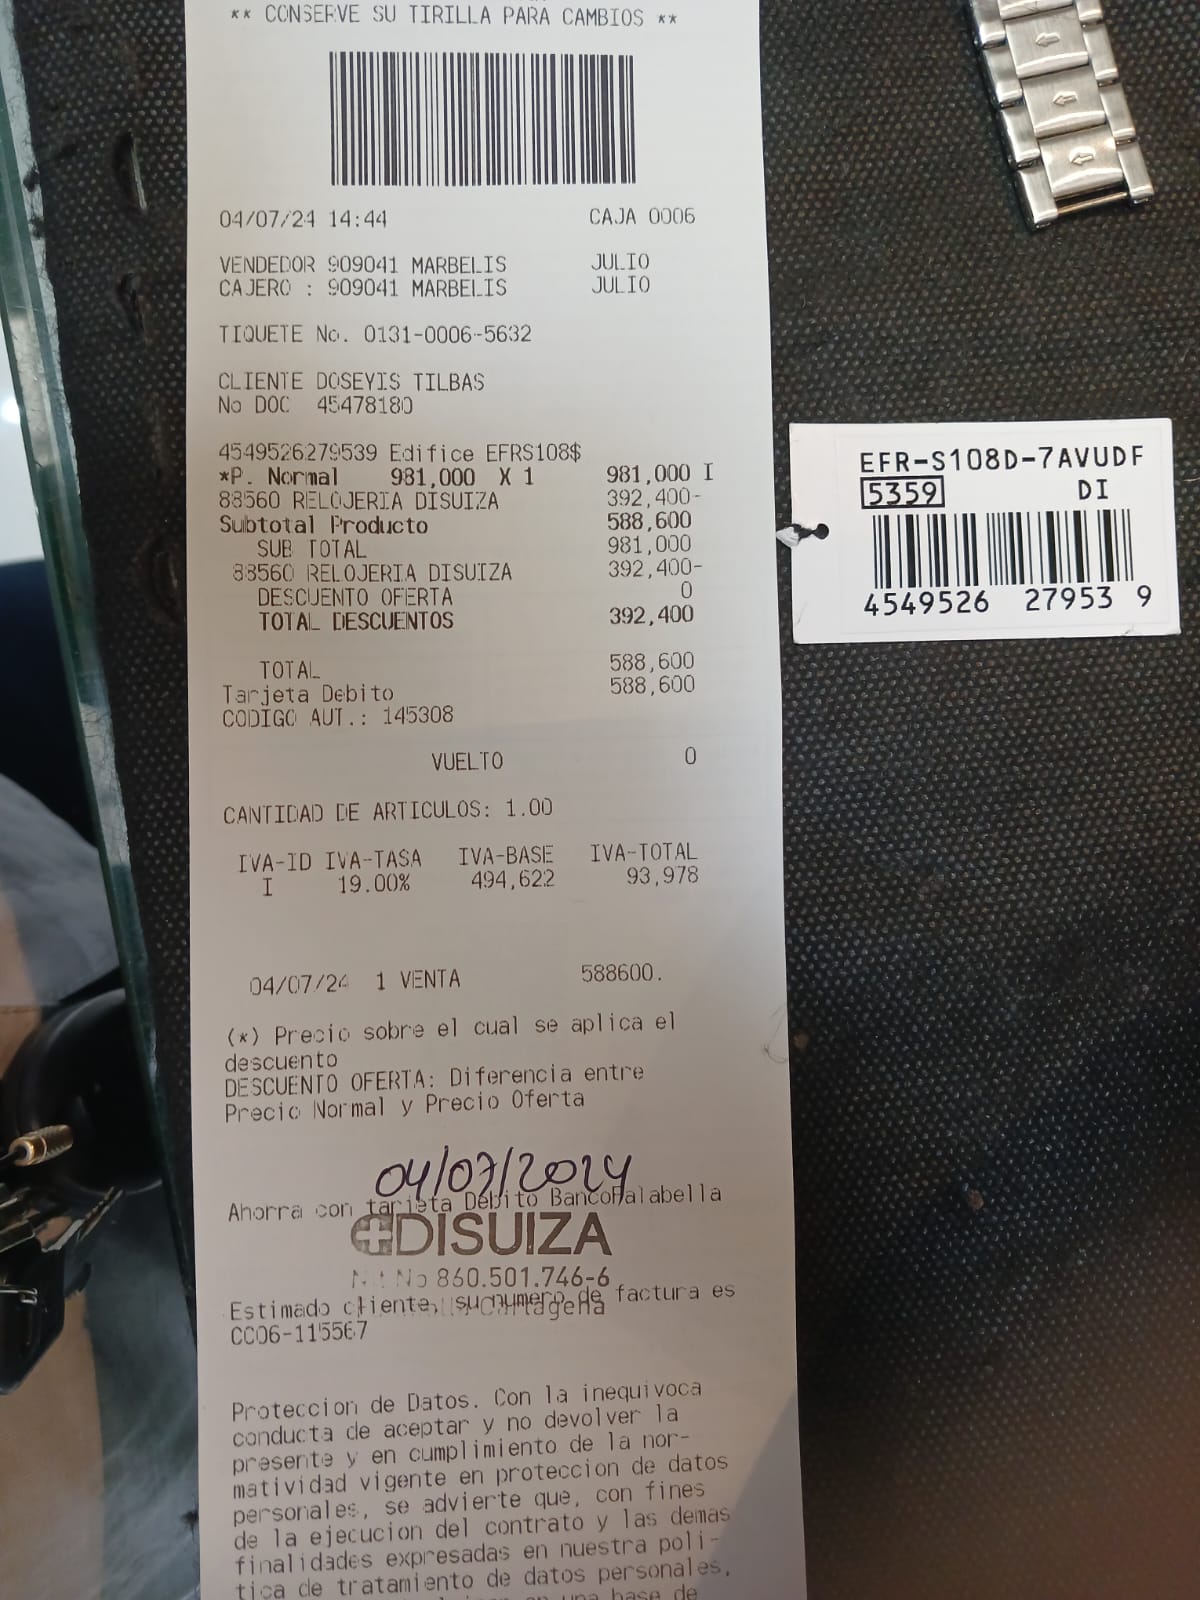 ** CONSERVE SU TIRILLA PARA CAMBIOS **
04/07/24 14:44 CAJA 0006
VENDEDOR 909041 MARBELIS JULIO
CAJERO : 909041 MARBELIS JULIO
TIQUETE No. 0131-0006-5632
CLIENTE DOSEYIS TILBAS
No DOC 45478180
4549526279539 Edifice EFRS108$
*P. Normal 981,000 X 1 981,000 I
88560 RELOJERIA DISUIZA 392,400-
Subtotal Producto 588,600
SUB TOTAL 981,000
88560 RELOJERIA DISUIZA 392,400-
DESCUENTO OFERTA 0
TOTAL DESCUENTOS 392,400
TOTAL 588,600
Tarjeta Debito 588,600
CODIGO AUT.: 145308
VUELTO 0
CANTIDAD DE ARTICULOS: 1.00
IVA-ID IVA-TASA IVA-BASE IVA-TOTAL
I 19.00% 494,622 93,978
04/07/24 1 VENTA 588600.
(*) Precio sobre el cual se aplica el
descuento
DESCUENTO OFERTA: Diferencia entre
Precio Normal y Precio Oferta
04/07/2024
Ahorra con tarjeta Debito BancoFalabella
DISUIZA
Nit No 860.501.746-6
Cartagena
Estimado cliente, su numero de factura es
CC06-115567
Proteccion de Datos. Con la inequivoca
conducta de aceptar y no devolver la
presente y en cumplimiento de la nor-
matividad vigente en proteccion de datos
personales, se advierte que, con fines
de la ejecucion del contrato y las demas
finalidades expresadas en nuestra poli-
tica de tratamiento de datos personales,
una base de
EFR-S108D-7AVUDF
5359 DI
4549526 27953 9